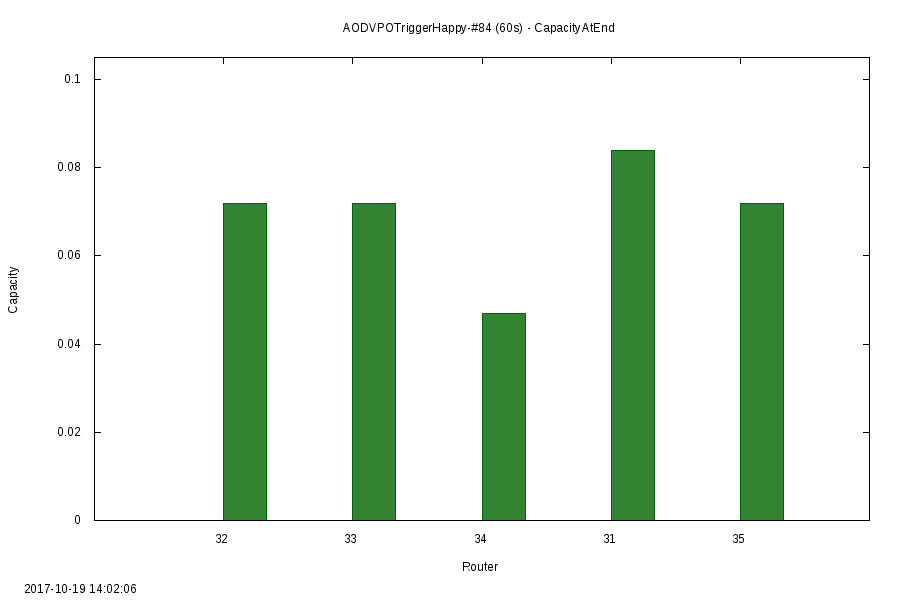 AODVPOTriggerHappy-#84 (60s) - CapacityAtEnd
0.1
0.08
0.06
0.04
0.02
0
Capacity
32 33 34 31 35
Router
2017-10-19 14:02:06